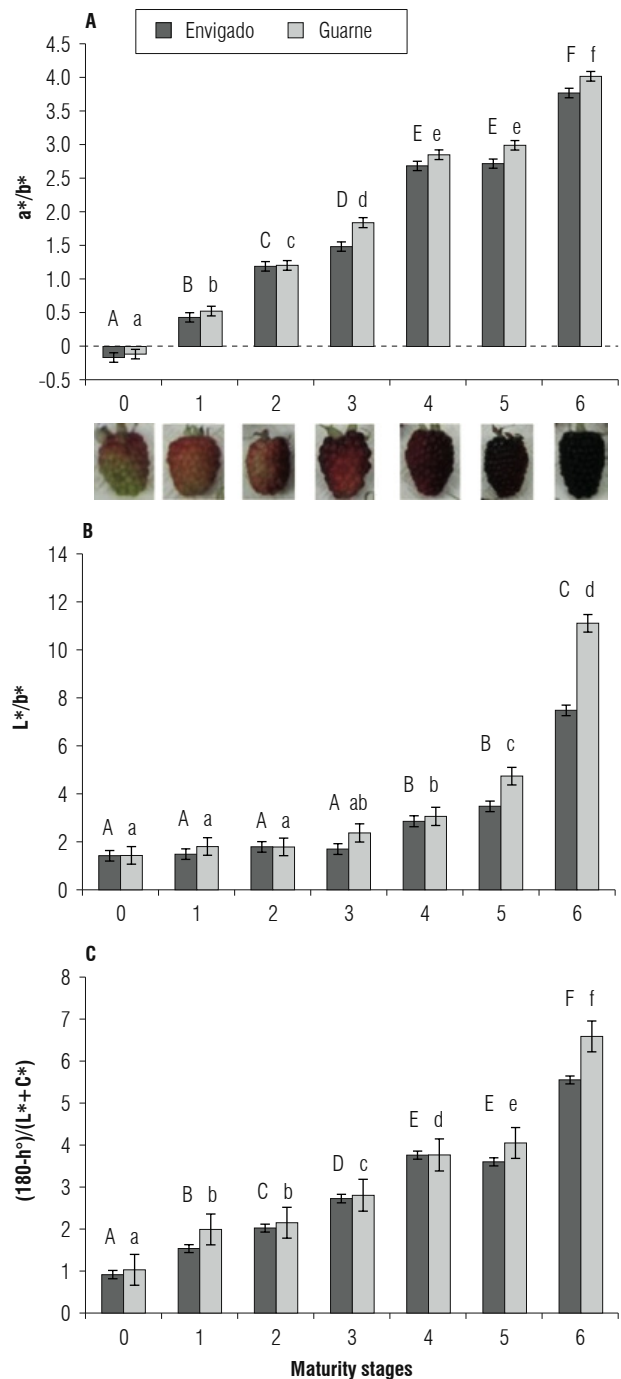 A
Envigado Guarne
4.5
4.0
3.5
3.0
2.5
2.0
1.5
1.0
0.5
0
-0.5
a*/b*
A a
B b
C c
D d
E e
E e
F f
0 1 2 3 4 5 6
B
14
12
10
8
6
4
2
0
L*/b*
A a
A a
A a
A ab
B b
B c
C d
0 1 2 3 4 5 6
C
8
7
6
5
4
3
2
1
0
(180-h°)/(L*+C*)
A a
B b
C b
D c
E d
E e
F f
0 1 2 3 4 5 6
Maturity stages